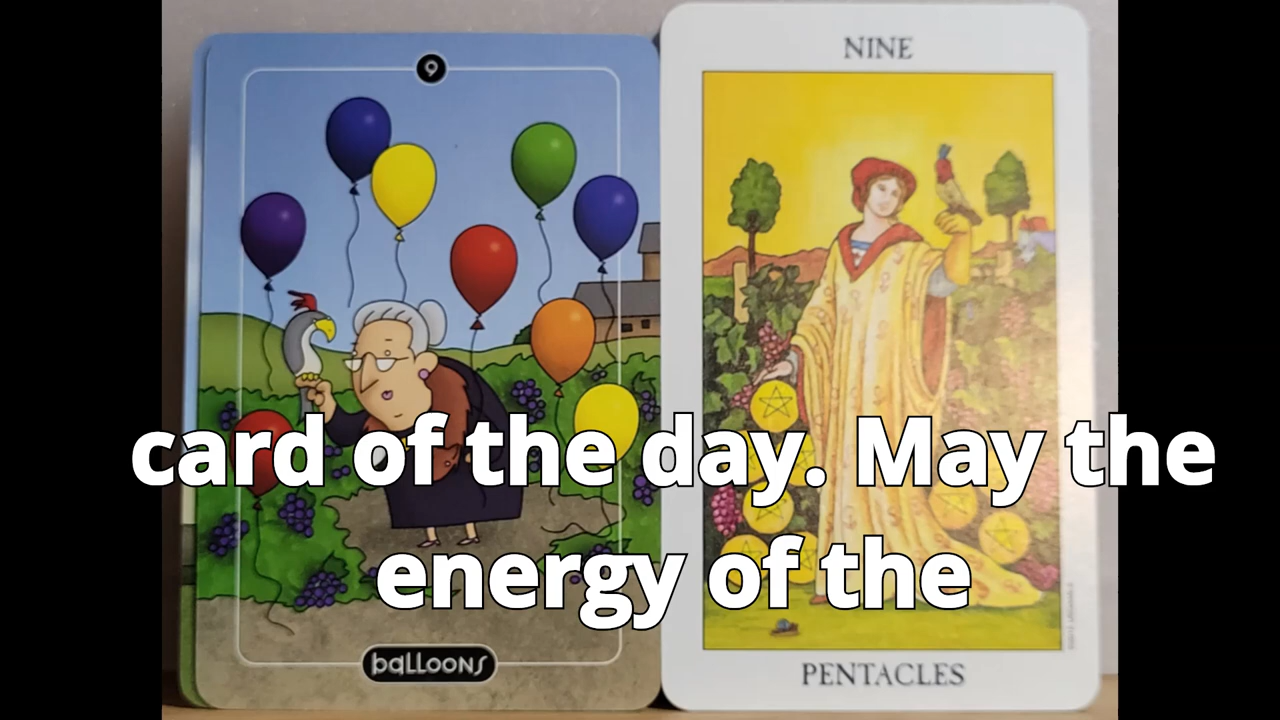 9
NINE
card of the day. May the
energy of the
balloons
PENTACLES